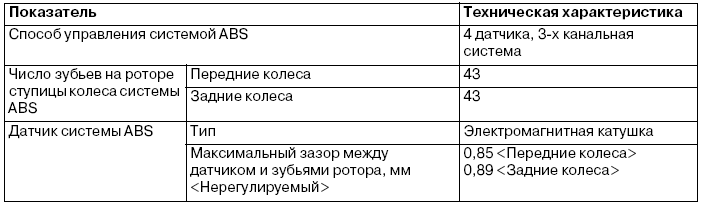 Показатель Техническая характеристика
Способ управления системой ABS 4 датчика, 3-х канальная
система
Число зубьев на роторе Передние колеса 43
ступицы колеса системы
ABS Задние колеса 43
Датчик системы ABS Тип Электромагнитная катушка
Максимальный зазор между 0,85 <Передние колеса>
датчиком и зубьями ротора, мм 0,89 <Задние колеса>
<Нерегулируемый>